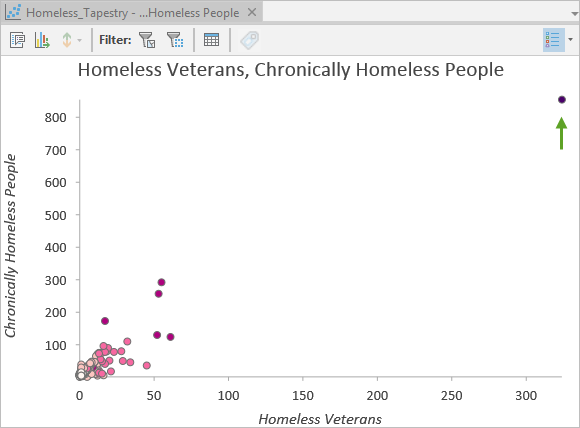 Homeless_Tapestry - ...Homeless People
Filter:
Homeless Veterans, Chronically Homeless People
Chronically Homeless People
800
700
600
500
400
300
200
100
0 50 100 150 200 250 300
Homeless Veterans